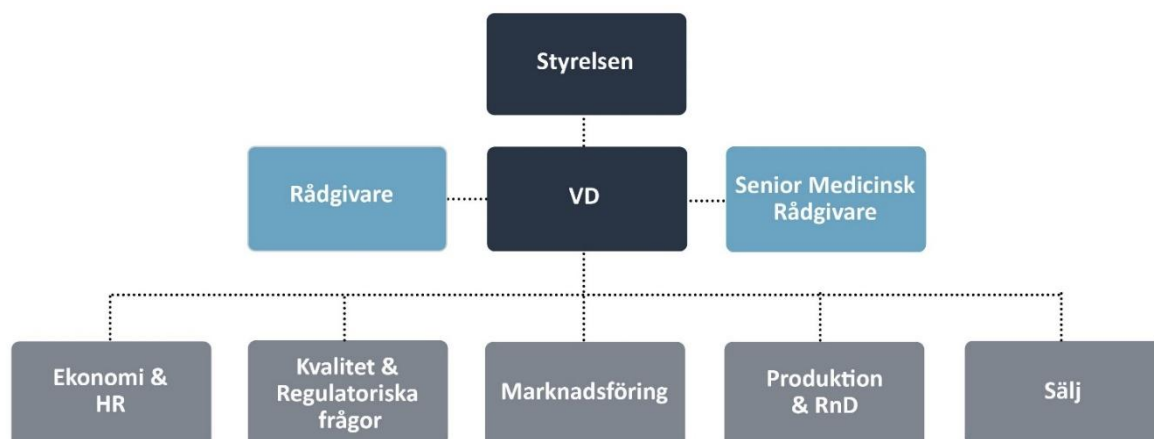 Styrelsen
Rådgivare
VD
Senior Medicinsk
Rådgivare
Ekonomi &
HR
Kvalitet &
Regulatoriska
frågor
Marknadsföring
Produktion
& RnD
Sälj